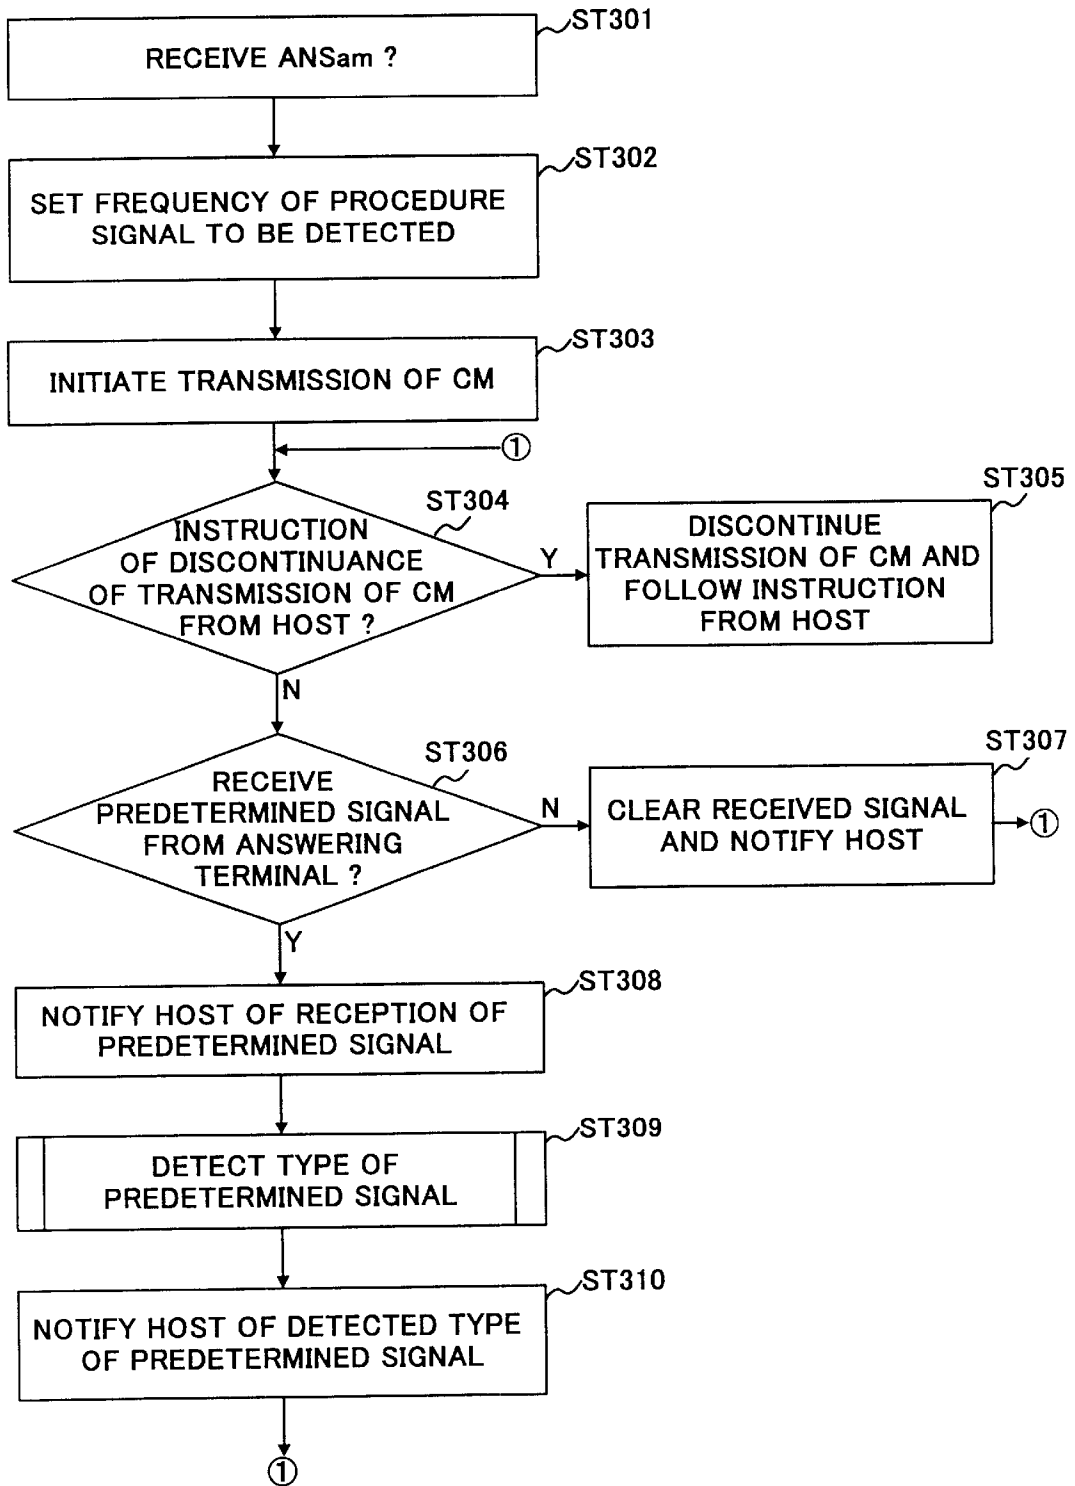 ST301
RECEIVE ANSam ?
ST302
SET FREQUENCY OF PROCEDURE
SIGNAL TO BE DETECTED
ST303
INITIATE TRANSMISSION OF CM
①
ST304
INSTRUCTION
OF DISCONTINUANCE
OF TRANSMISSION OF CM
FROM HOST ?
Y
ST305
DISCONTINUE
TRANSMISSION OF CM AND
FOLLOW INSTRUCTION
FROM HOST
N
ST306
RECEIVE
PREDETERMINED SIGNAL
FROM ANSWERING
TERMINAL ?
N
ST307
CLEAR RECEIVED SIGNAL
AND NOTIFY HOST
①
Y
ST308
NOTIFY HOST OF RECEPTION OF
PREDETERMINED SIGNAL
ST309
DETECT TYPE OF
PREDETERMINED SIGNAL
ST310
NOTIFY HOST OF DETECTED TYPE
OF PREDETERMINED SIGNAL
①